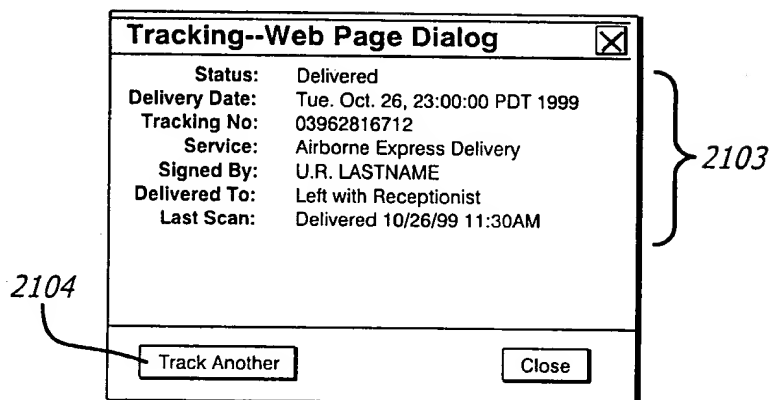 Tracking--Web Page Dialog
Status: Delivered
Delivery Date: Tue. Oct. 26, 23:00:00 PDT 1999
Tracking No: 03962816712
Service: Airborne Express Delivery
Signed By: U.R. LASTNAME
Delivered To: Left with Receptionist
Last Scan: Delivered 10/26/99 11:30AM
2103
2104
Track Another Close